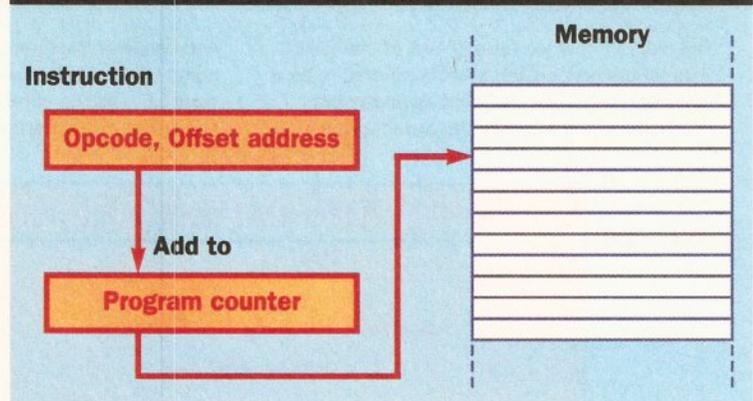 Memory
Instruction
Opcode, Offset address
Add to
Program counter